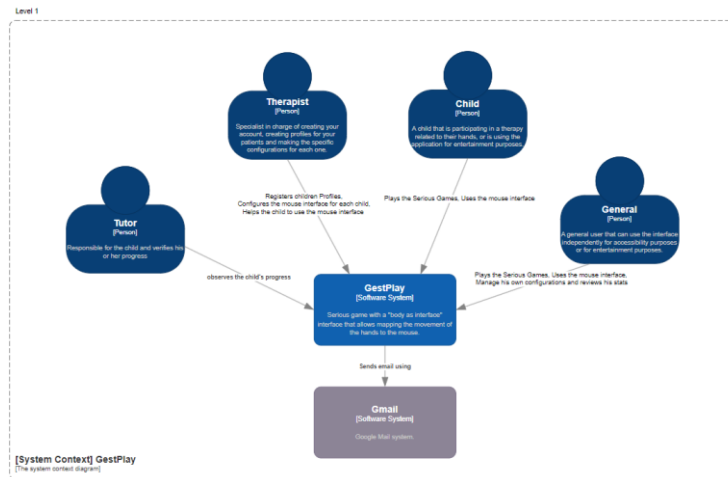 Level 1
Therapist
[Person]
Specialist in charge of creating your
account, creating profiles for your
patients and making the specific
configurations for each one.
Child
[Person]
A child that is participating in a therapy
related to their hands, or is using the
application for entertainment purposes.
Tutor
[Person]
Responsible for the child and verifies his
or her progress
General
[Person]
A general user that can use the interface
independently for accessibility purposes
or for entertainment purposes.
Registers children Profiles,
Configures the mouse interface for each child,
Helps the child to use the mouse interface
Plays the Serious Games, Uses the mouse interface
observes the child's progress
Plays the Serious Games, Uses the mouse interface,
Manage his own configurations and reviews his stats
GestPlay
[Software System]
Serious game with a "body as interface"
interface that allows mapping the movement of
the hands to the mouse.
Sends email using
Gmail
[Software System]
Google Mail system.
[System Context] GestPlay
[The system context diagram]